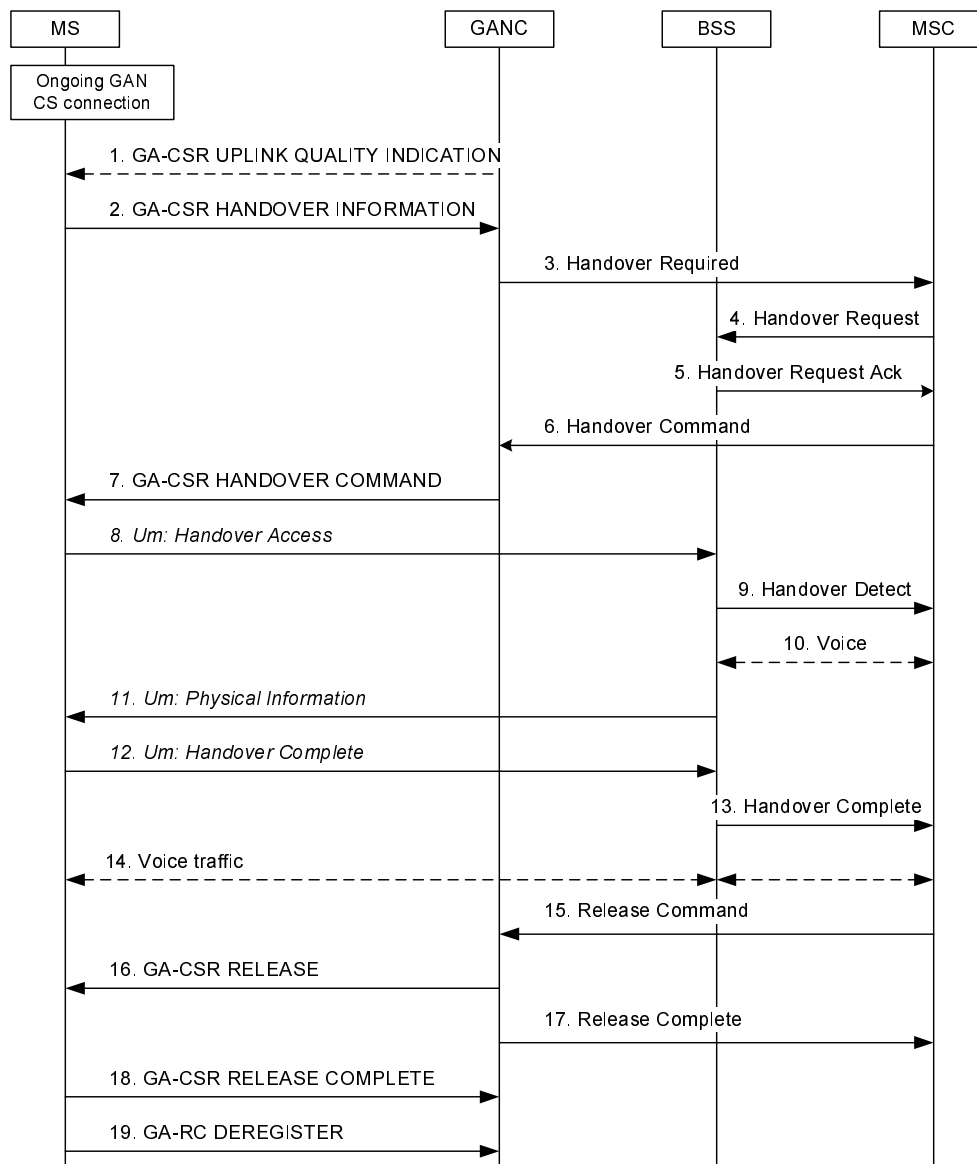 MS
GANC
BSS
MSC
Ongoing GAN
CS connection
1. GA-CSR UPLINK QUALITY INDICATION
2. GA-CSR HANDOVER INFORMATION
3. Handover Required
4. Handover Request
5. Handover Request Ack
6. Handover Command
7. GA-CSR HANDOVER COMMAND
8. Um: Handover Access
9. Handover Detect
10. Voice
11. Um: Physical Information
12. Um: Handover Complete
13. Handover Complete
14. Voice traffic
15. Release Command
16. GA-CSR RELEASE
17. Release Complete
18. GA-CSR RELEASE COMPLETE
19. GA-RC DEREGISTER